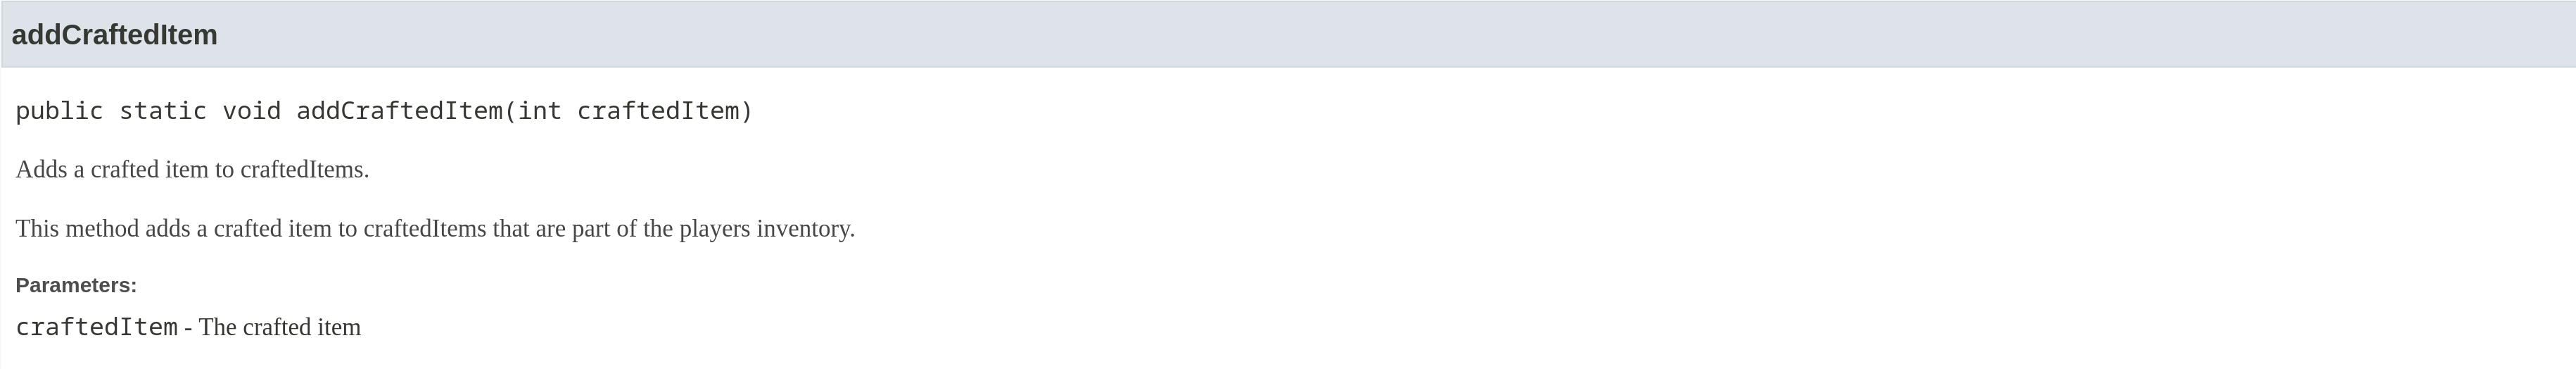 addCraftedItem
public static void addCraftedItem(int craftedItem)
Adds a crafted item to craftedItems.
This method adds a crafted item to craftedItems that are part of the players inventory.
Parameters:
craftedItem - The crafted item